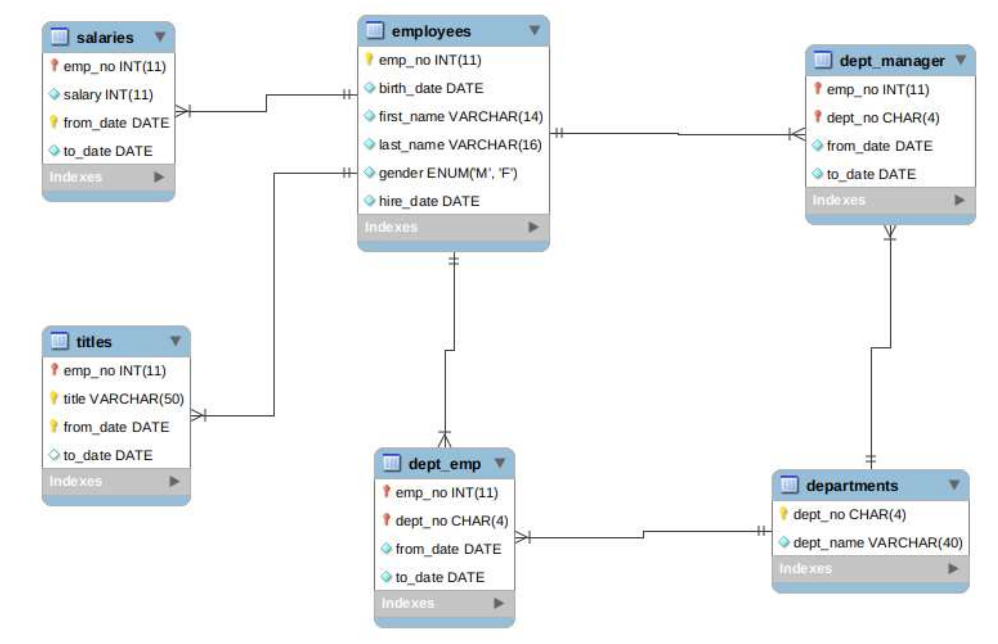 salaries
emp_no INT(11)
salary INT(11)
from_date DATE
to_date DATE
Indexes
employees
emp_no INT(11)
birth_date DATE
first_name VARCHAR(14)
last_name VARCHAR(16)
gender ENUM('M', 'F')
hire_date DATE
Indexes
dept_manager
emp_no INT(11)
dept_no CHAR(4)
from_date DATE
to_date DATE
Indexes
titles
emp_no INT(11)
title VARCHAR(50)
from_date DATE
to_date DATE
Indexes
dept_emp
emp_no INT(11)
dept_no CHAR(4)
from_date DATE
to_date DATE
Indexes
departments
dept_no CHAR(4)
dept_name VARCHAR(40)
Indexes